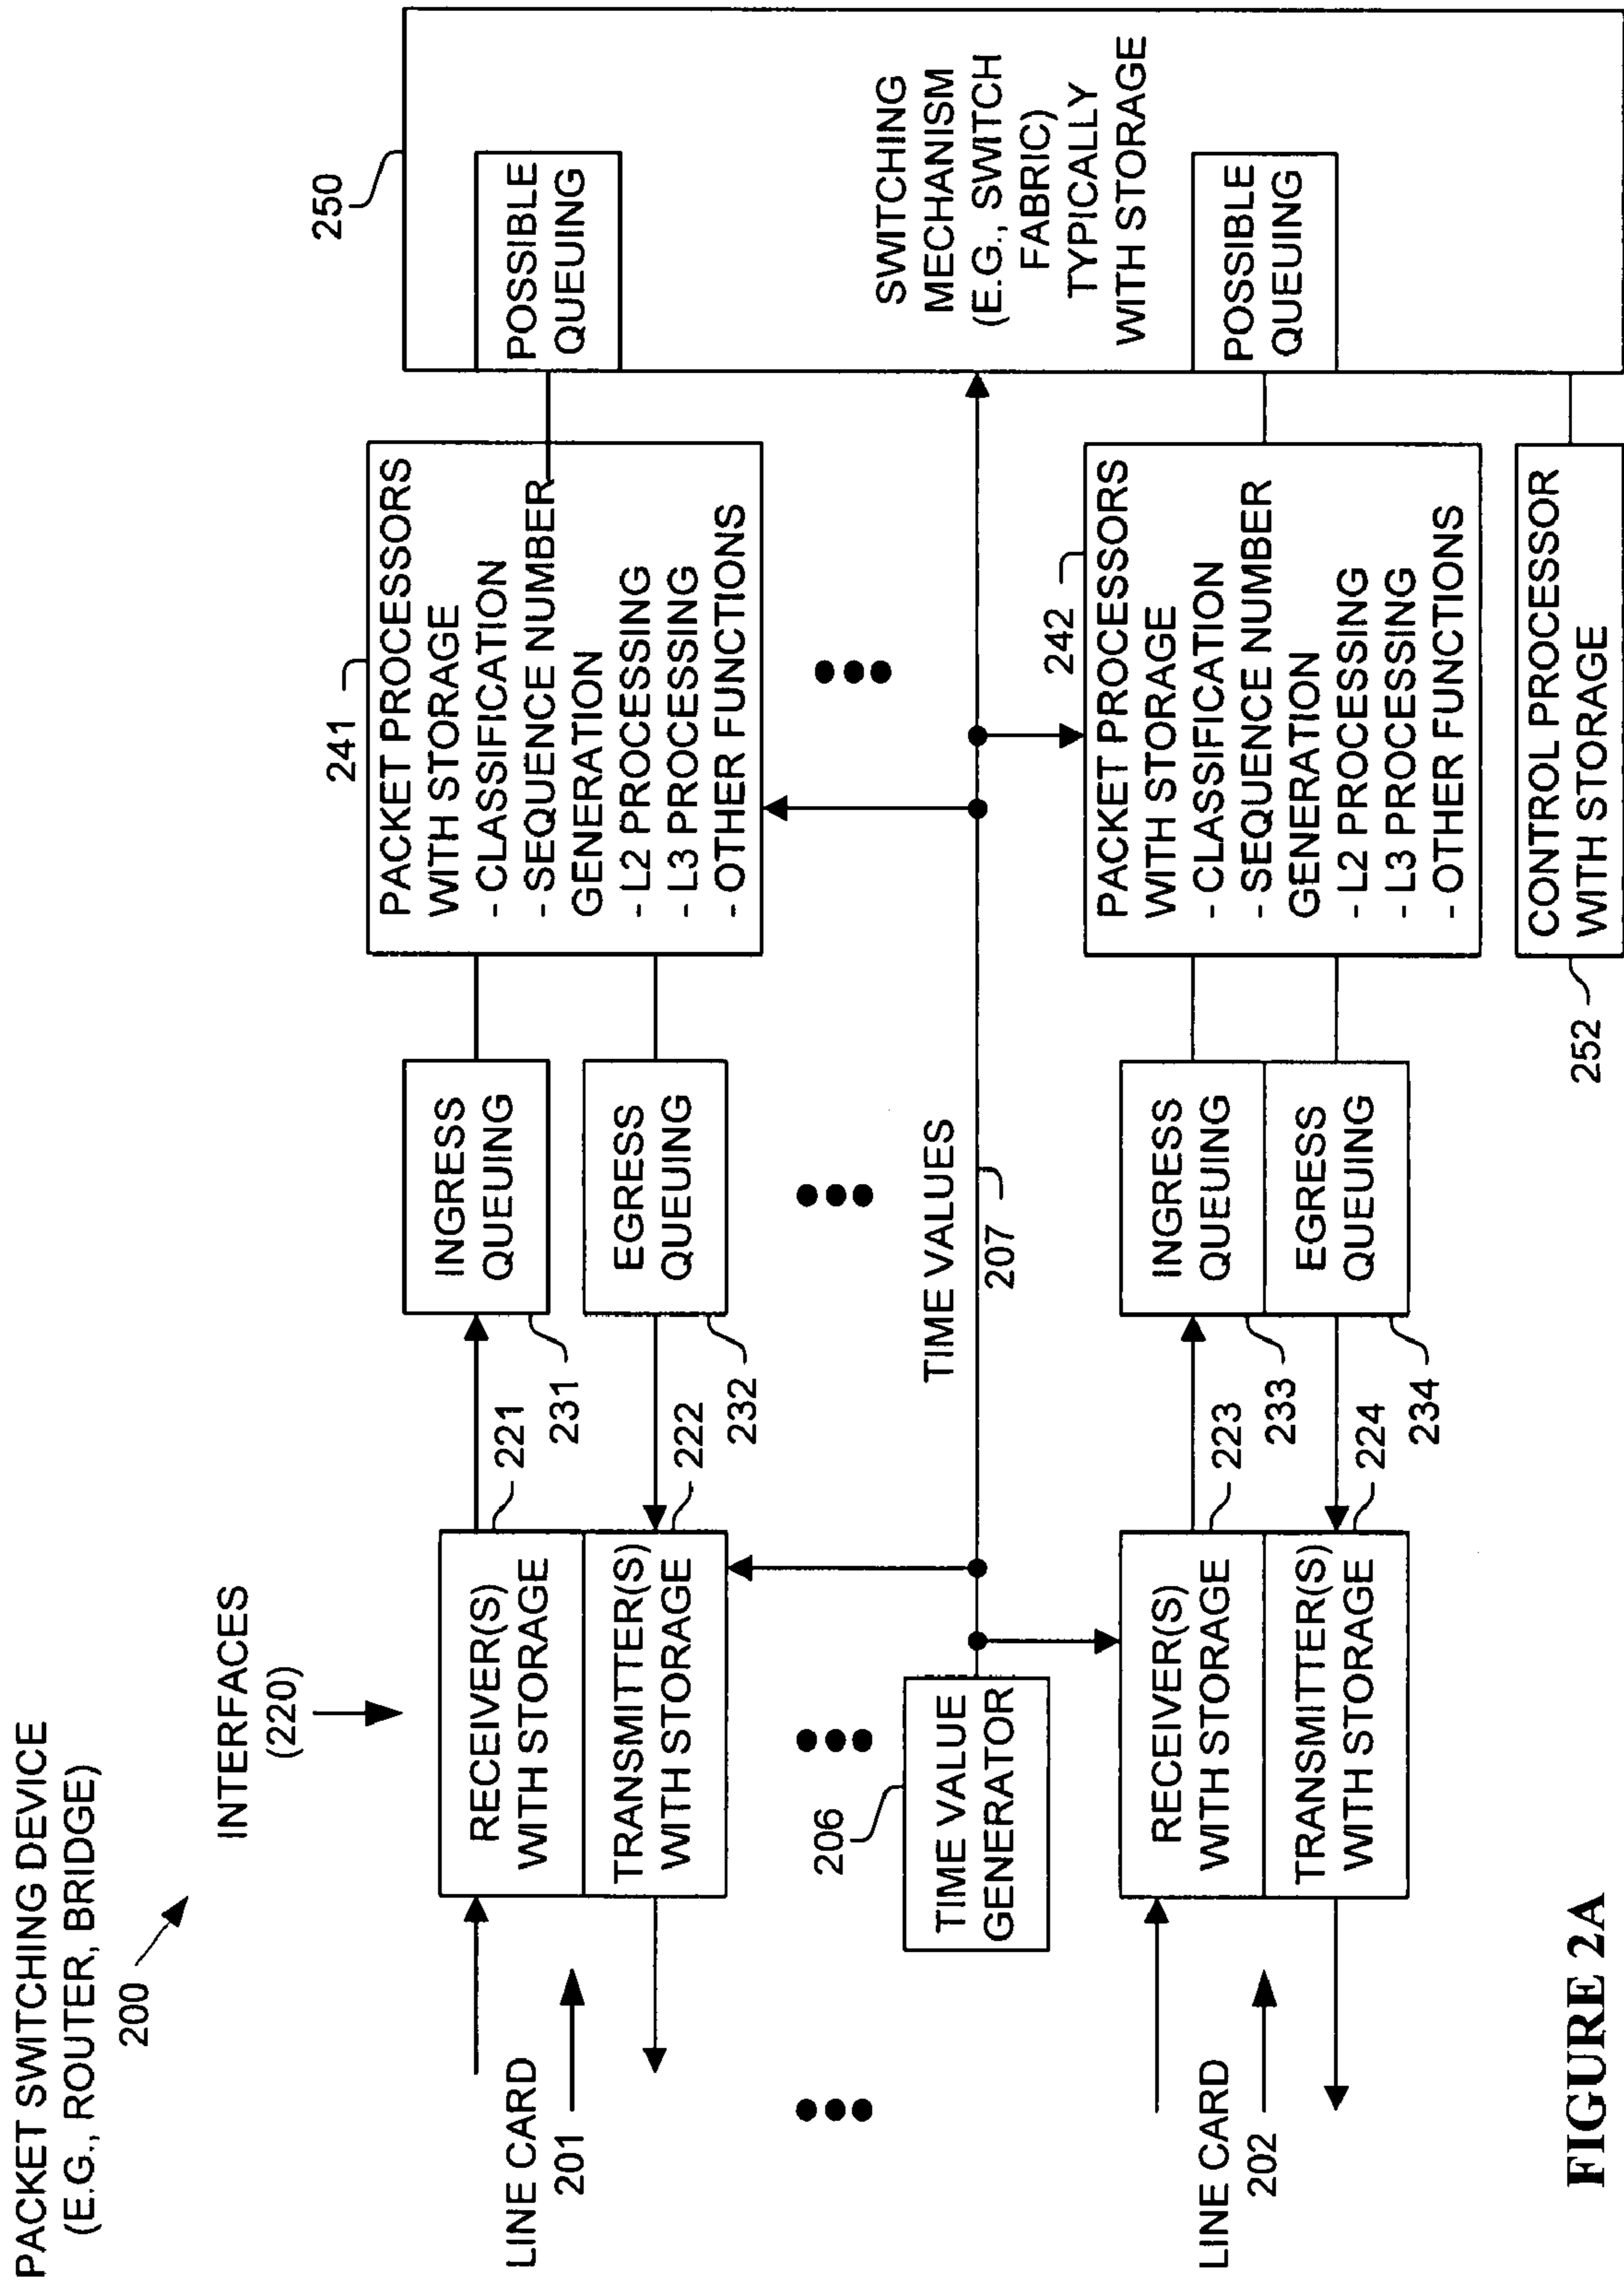 PACKET SWITCHING DEVICE
(E.G., ROUTER, BRIDGE)
200
INTERFACES
(220)
LINE CARD
201
RECEIVER(S)
WITH STORAGE
221
TRANSMITTER(S)
WITH STORAGE
222
INGRESS
QUEUING
231
EGRESS
QUEUING
232
241
PACKET PROCESSORS
WITH STORAGE
- CLASSIFICATION
- SEQUENCE NUMBER
GENERATION
- L2 PROCESSING
- L3 PROCESSING
- OTHER FUNCTIONS
250
POSSIBLE
QUEUING
SWITCHING
MECHANISM
(E.G., SWITCH
FABRIC)
TYPICALLY
WITH STORAGE
POSSIBLE
QUEUING
206
TIME VALUE
GENERATOR
TIME VALUES
207
LINE CARD
202
RECEIVER(S)
WITH STORAGE
223
TRANSMITTER(S)
WITH STORAGE
224
INGRESS
QUEUING
233
EGRESS
QUEUING
234
242
PACKET PROCESSORS
WITH STORAGE
- CLASSIFICATION
- SEQUENCE NUMBER
GENERATION
- L2 PROCESSING
- L3 PROCESSING
- OTHER FUNCTIONS
252
CONTROL PROCESSOR
WITH STORAGE
FIGURE 2A